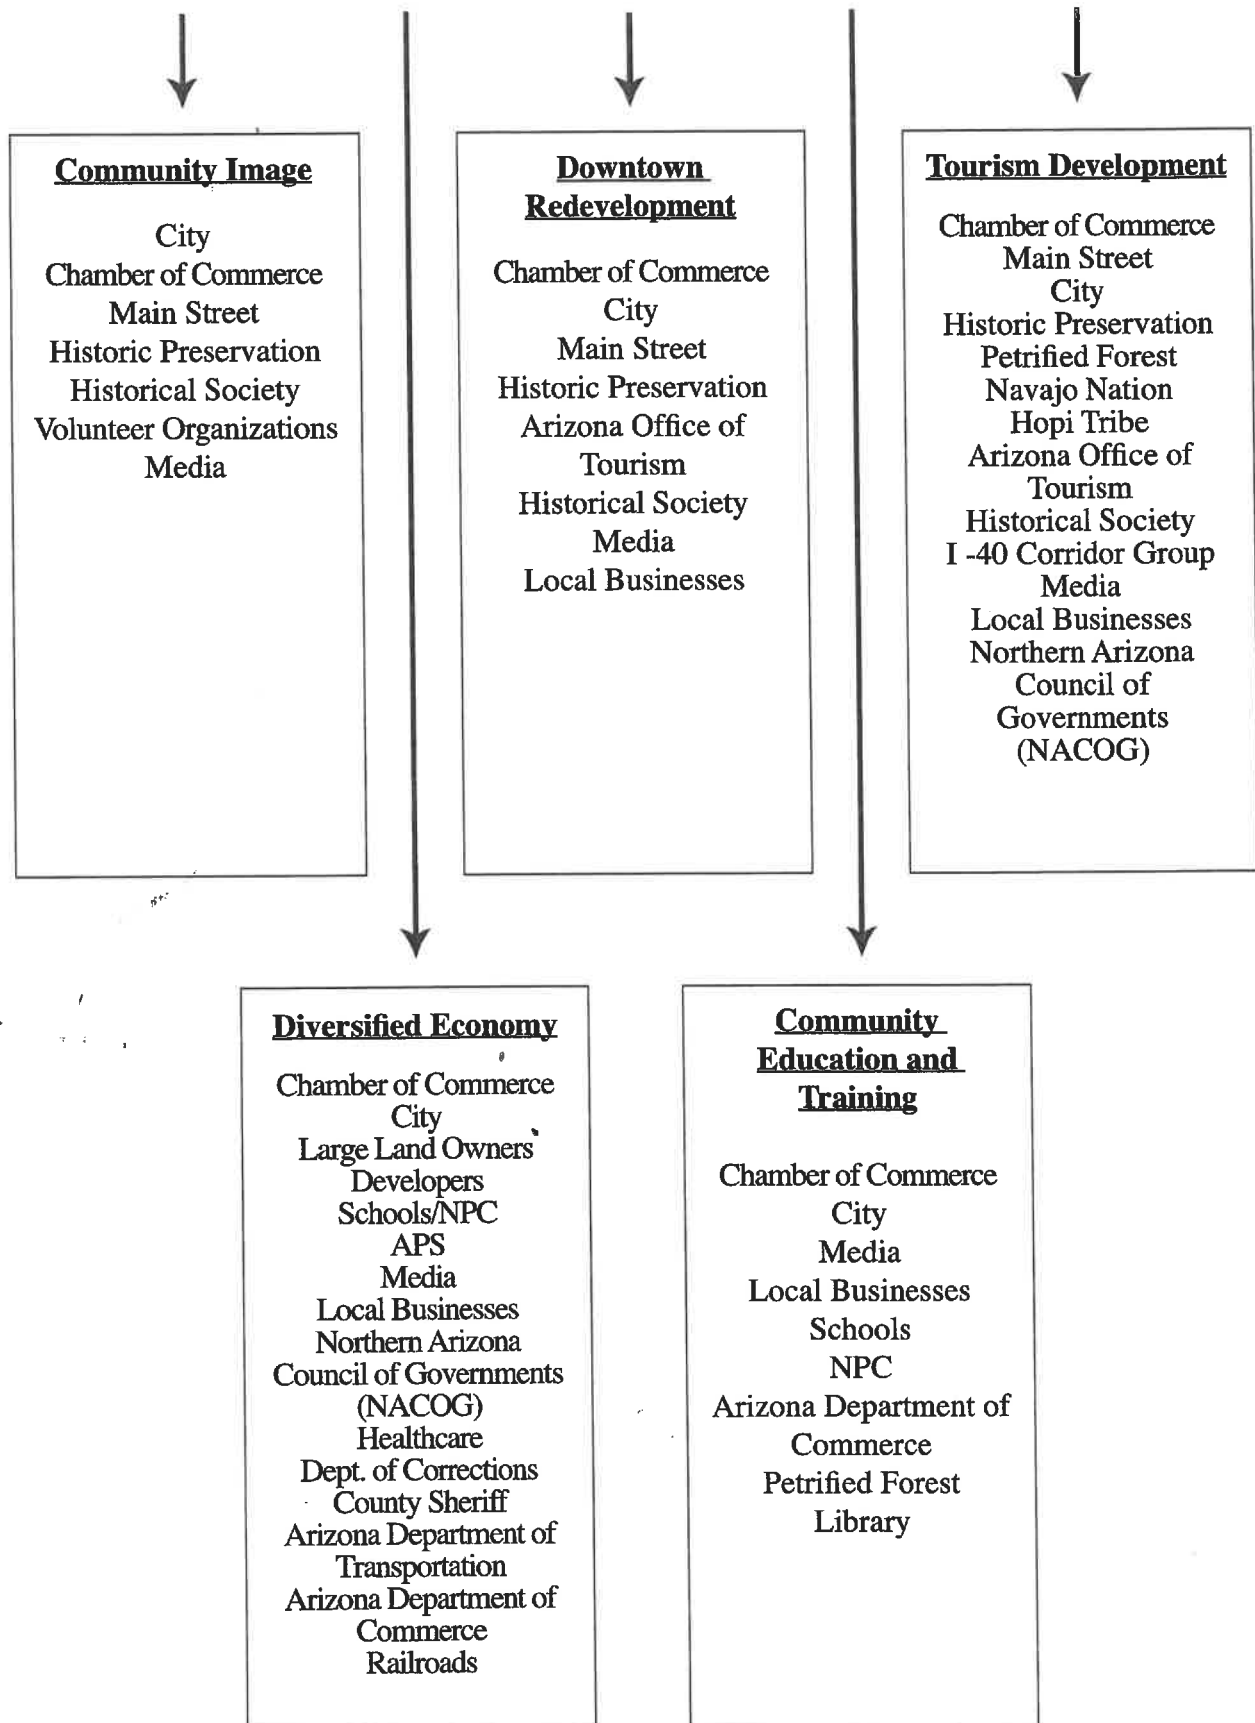 Community Image
City
Chamber of Commerce
Main Street
Historic Preservation
Historical Society
Volunteer Organizations
Media
Downtown
Redevelopment
Chamber of Commerce
City
Main Street
Historic Preservation
Arizona Office of
Tourism
Historical Society
Media
Local Businesses
Tourism Development
Chamber of Commerce
Main Street
City
Historic Preservation
Petrified Forest
Navajo Nation
Hopi Tribe
Arizona Office of
Tourism
Historical Society
I -40 Corridor Group
Media
Local Businesses
Northern Arizona
Council of
Governments
(NACOG)
Diversified Economy
Chamber of Commerce
City
Large Land Owners
Developers
Schools/NPC
APS
Media
Local Businesses
Northern Arizona
Council of Governments
(NACOG)
Healthcare
Dept. of Corrections
County Sheriff
Arizona Department of
Transportation
Arizona Department of
Commerce
Railroads
Community
Education and
Training
Chamber of Commerce
City
Media
Local Businesses
Schools
NPC
Arizona Department of
Commerce
Petrified Forest
Library